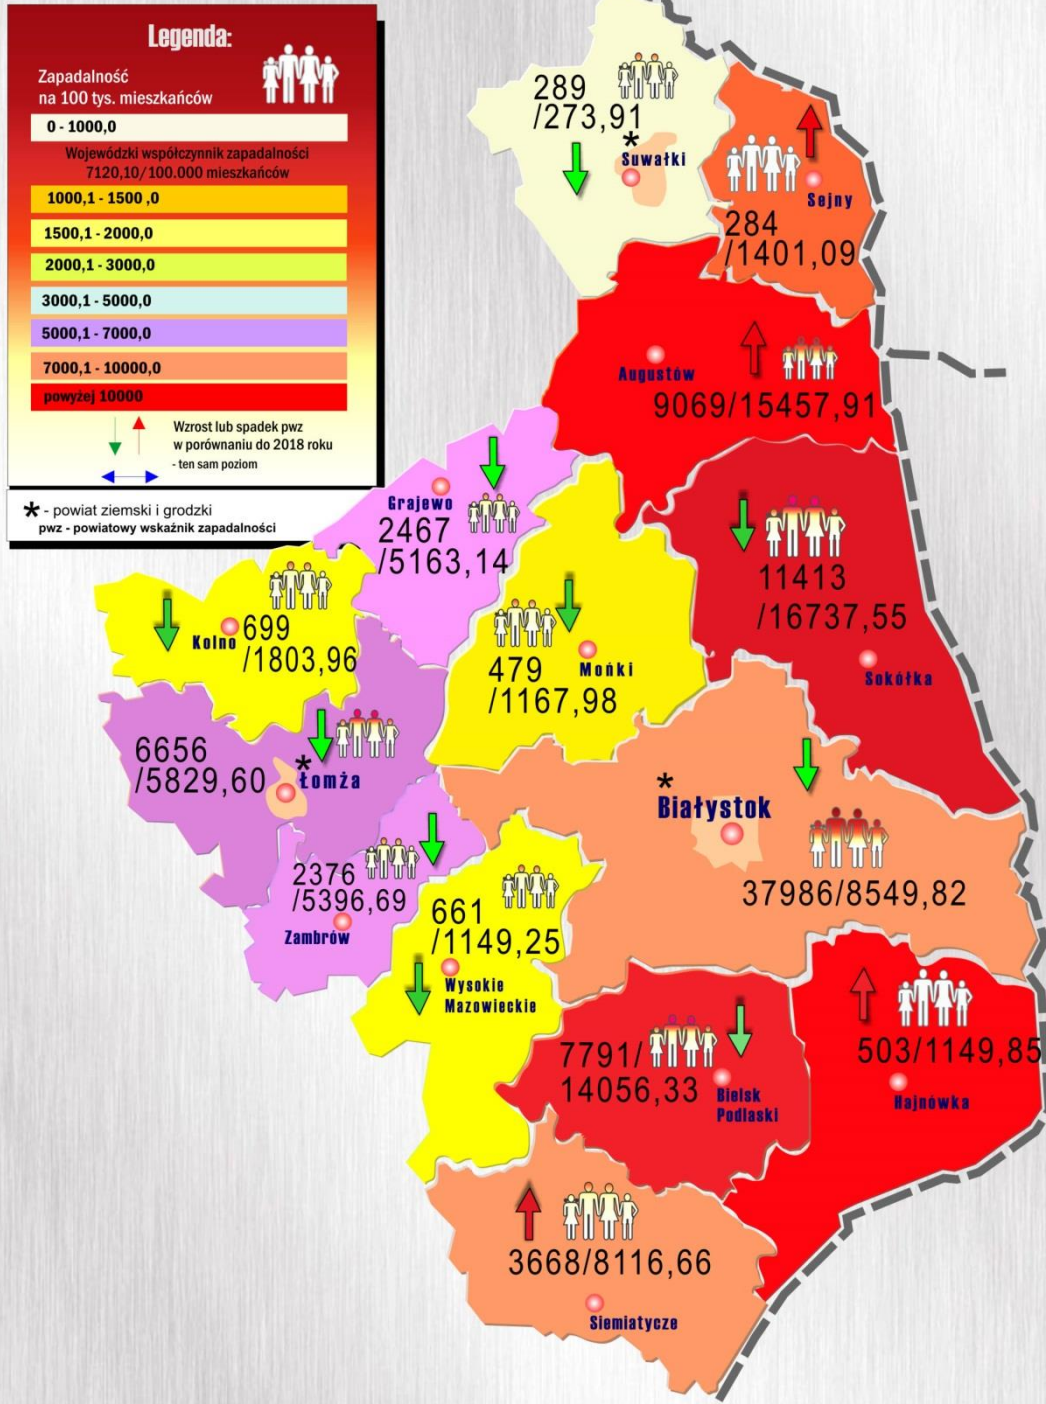 Legenda:
Zapadalność
na 100 tys. mieszkańców
0 - 1000,0
Wojewódzki współczynnik zapadalności
7120,10/100.000 mieszkańców
1000,1 - 1500 ,0
1500,1 - 2000,0
2000,1 - 3000,0
3000,1 - 5000,0
5000,1 - 7000,0
7000,1 - 10000,0
powyżej 10000
Wzrost lub spadek pwz
w porównaniu do 2018 roku
- ten sam poziom
* - powiat ziemski i grodzki
pwz - powiatowy wskaźnik zapadalności
289
/273,91
*
Suwałki
Sejny
284
/1401,09
Augustów
9069/15457,91
Grajewo
2467
/5163,14
11413
/16737,55
Sokółka
Kolno
699
/1803,96
479
/1167,98
Mońki
6656
/5829,60
*
Łomża
*
Białystok
37986/8549,82
2376
/5396,69
Zambrów
661
/1149,25
Wysokie
Mazowieckie
7791/
14056,33
Bielsk
Podlaski
503/1149,85
Hajnówka
3668/8116,66
Siemiatycze